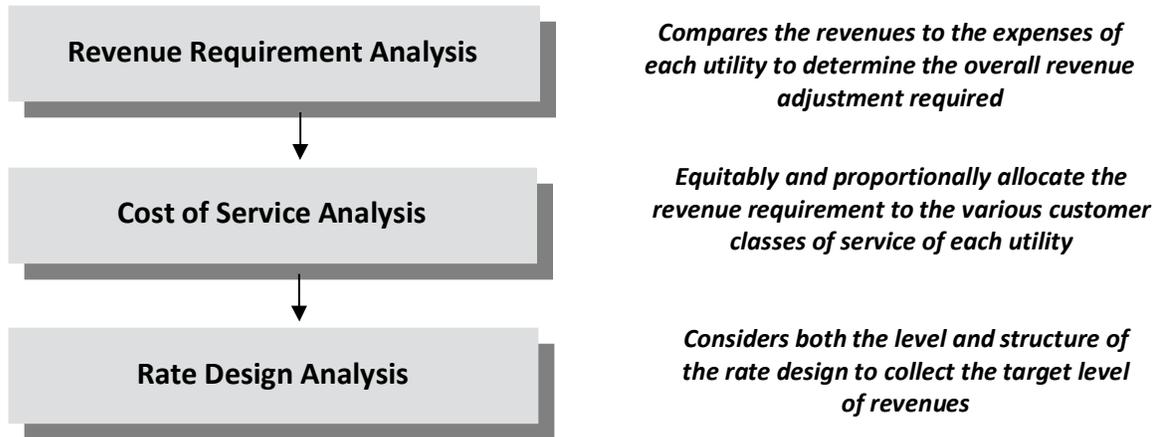 Revenue Requirement Analysis
Compares the revenues to the expenses of
each utility to determine the overall revenue
adjustment required
Cost of Service Analysis
Equitably and proportionally allocate the
revenue requirement to the various customer
classes of service of each utility
Rate Design Analysis
Considers both the level and structure of
the rate design to collect the target level
of revenues